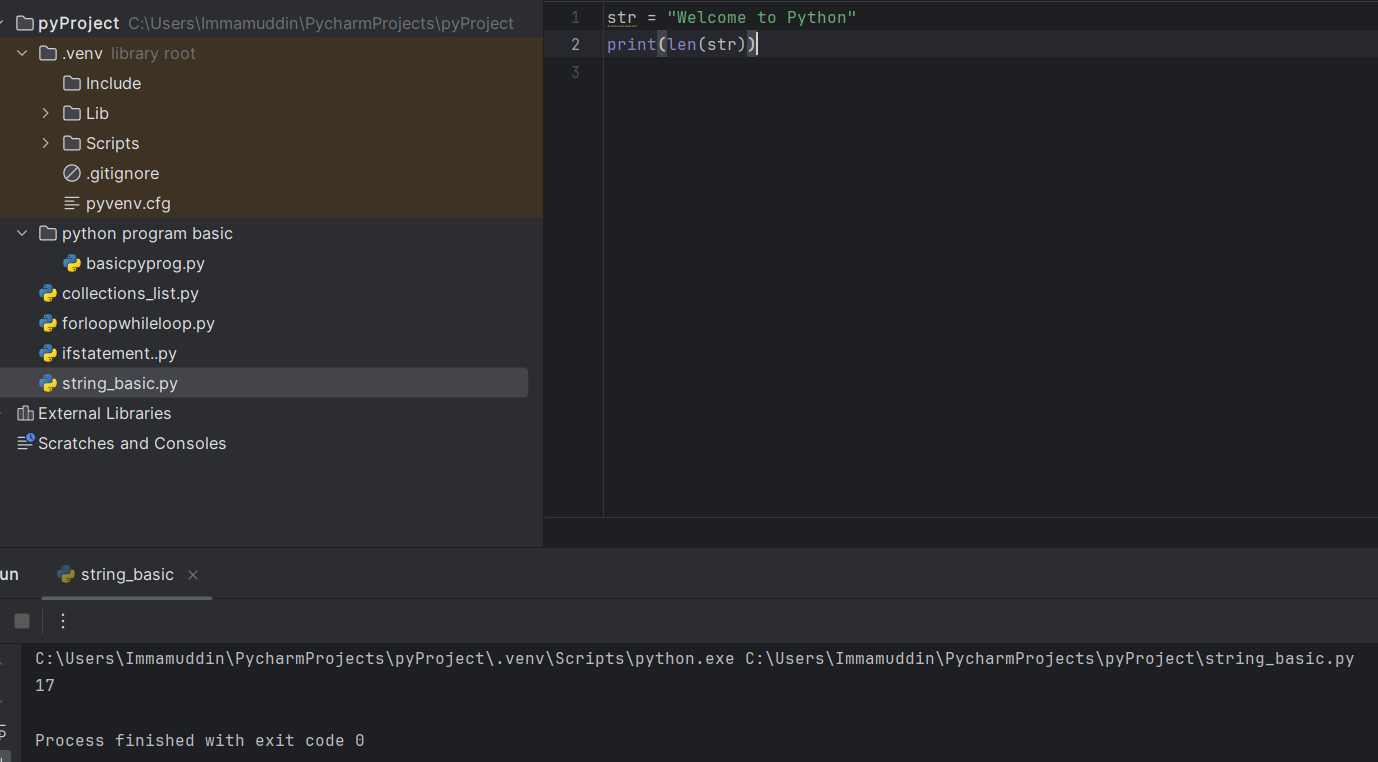 pyProject C:\Users\Immamuddin\PycharmProjects\pyProject
.venv library root
Include
Lib
Scripts
.gitignore
pyvenv.cfg
python program basic
basicpyprog.py
collections_list.py
forloopwhileloop.py
ifstatement..py
string_basic.py
External Libraries
Scratches and Consoles
1 str = "Welcome to Python"
2 print(len(str))
3
un string_basic
C:\Users\Immamuddin\PycharmProjects\pyProject\.venv\Scripts\python.exe C:\Users\Immamuddin\PycharmProjects\pyProject\string_basic.py
17
Process finished with exit code 0